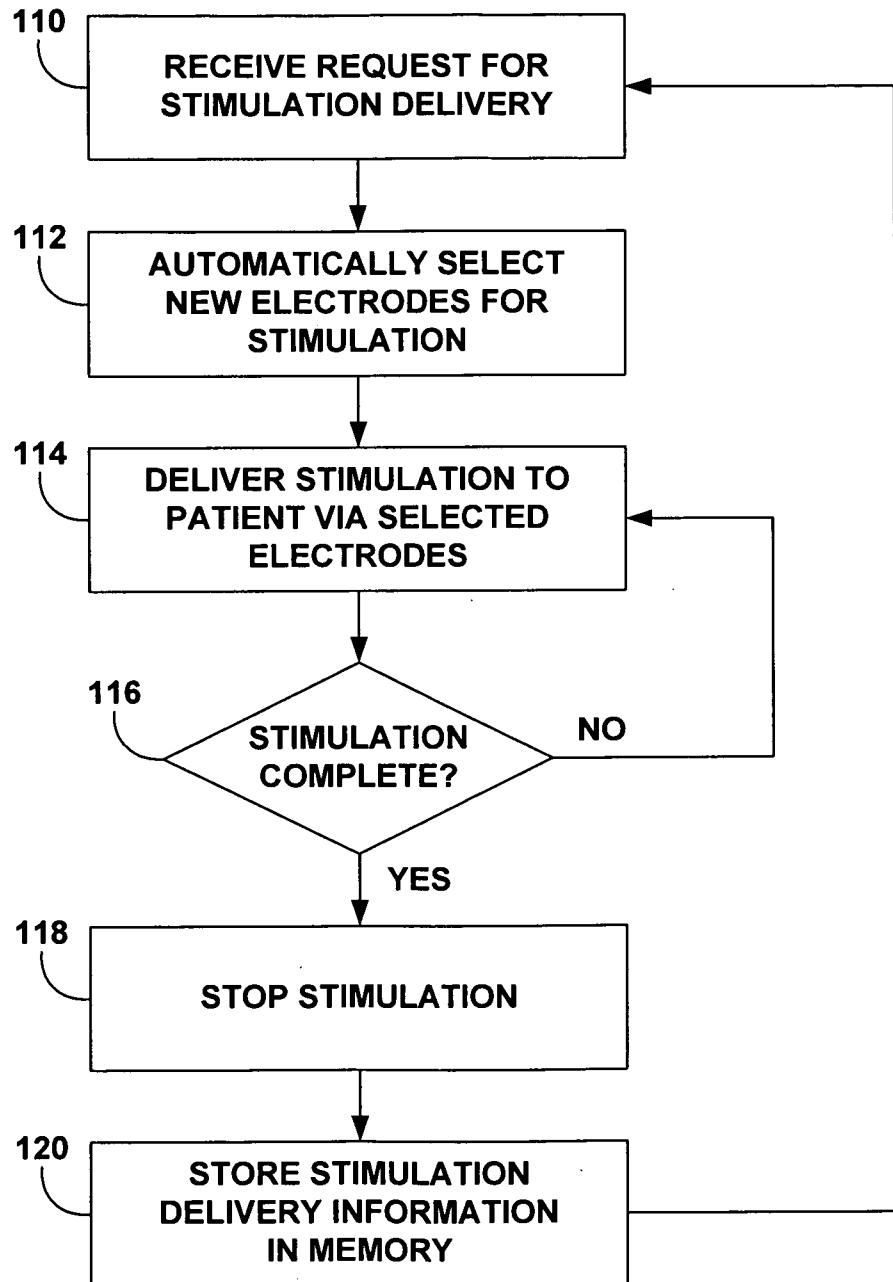 110
RECEIVE REQUEST FOR
STIMULATION DELIVERY
112
AUTOMATICALLY SELECT
NEW ELECTRODES FOR
STIMULATION
114
DELIVER STIMULATION TO
PATIENT VIA SELECTED
ELECTRODES
116
STIMULATION
COMPLETE?
NO
YES
118
STOP STIMULATION
120
STORE STIMULATION
DELIVERY INFORMATION
IN MEMORY